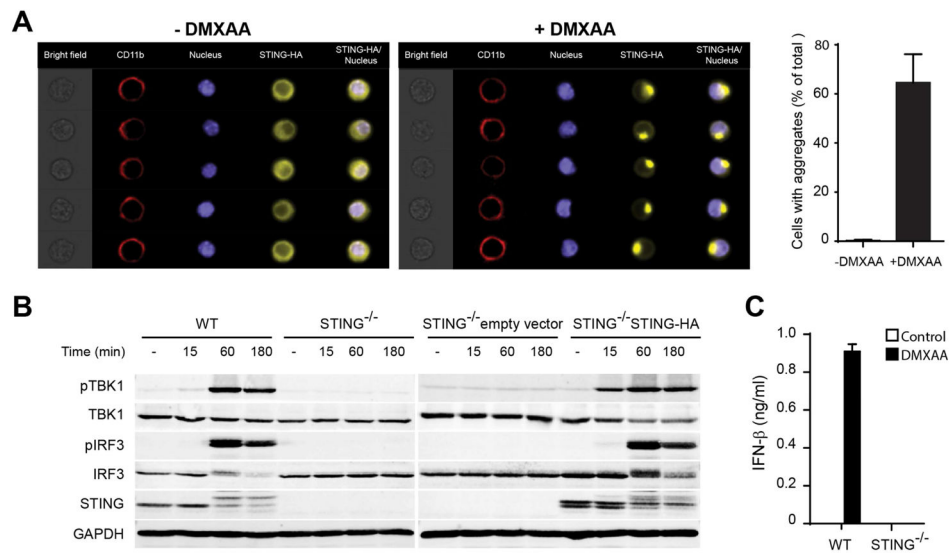 A
- DMXAA
Bright field CD11b Nucleus STING-HA STING-HA/
Nucleus
+ DMXAA
Bright field CD11b Nucleus STING-HA STING-HA/
Nucleus
Cells with aggregates (% of total)
80
60
40
20
0
-DMXAA +DMXAA
B
WT STING-/- STING-/-empty vector STING-/-STING-HA
Time (min) - 15 60 180 - 15 60 180 - 15 60 180 - 15 60 180
pTBK1
TBK1
pIRF3
IRF3
STING
GAPDH
C
IFN-β (ng/ml)
1.0
0.8
0.6
0.4
0.2
0
Control
DMXAA
WT STING-/-